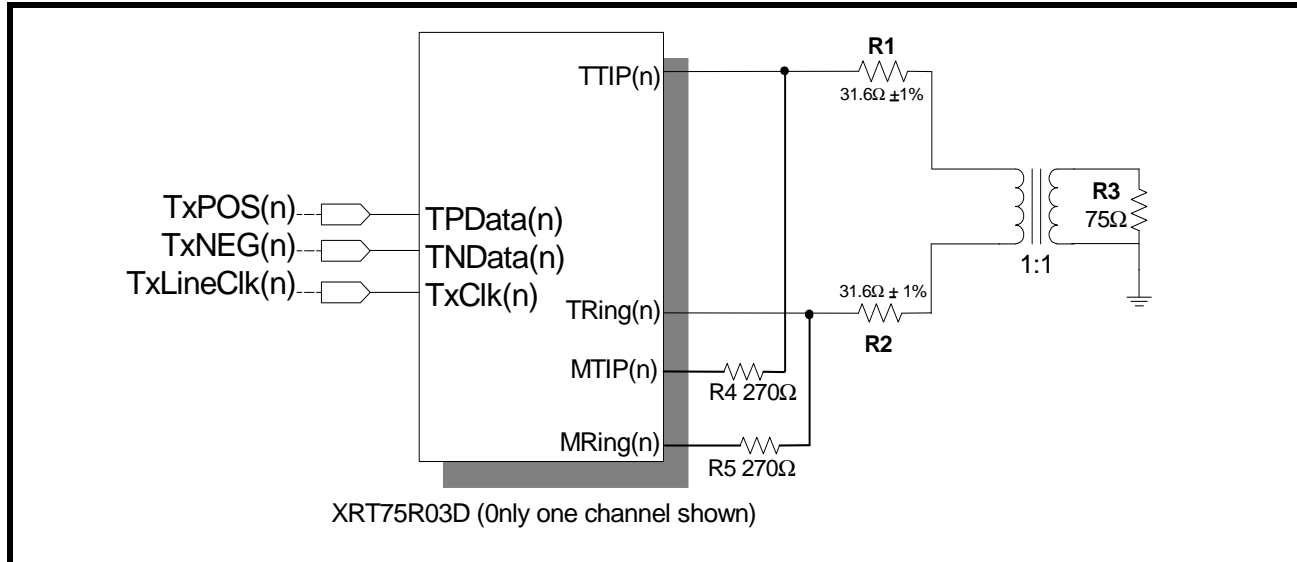 R1
TTIP(n)
31.6Ω ±1%
TxPOS(n)
TPData(n)
R3
75Ω
TxNEG(n)
TNData(n)
1:1
TxLineClk(n)
TxClk(n)
31.6Ω ± 1%
TRing(n)
R2
MTIP(n)
R4 270Ω
MRing(n)
R5 270Ω
XRT75R03D (0nly one channel shown)